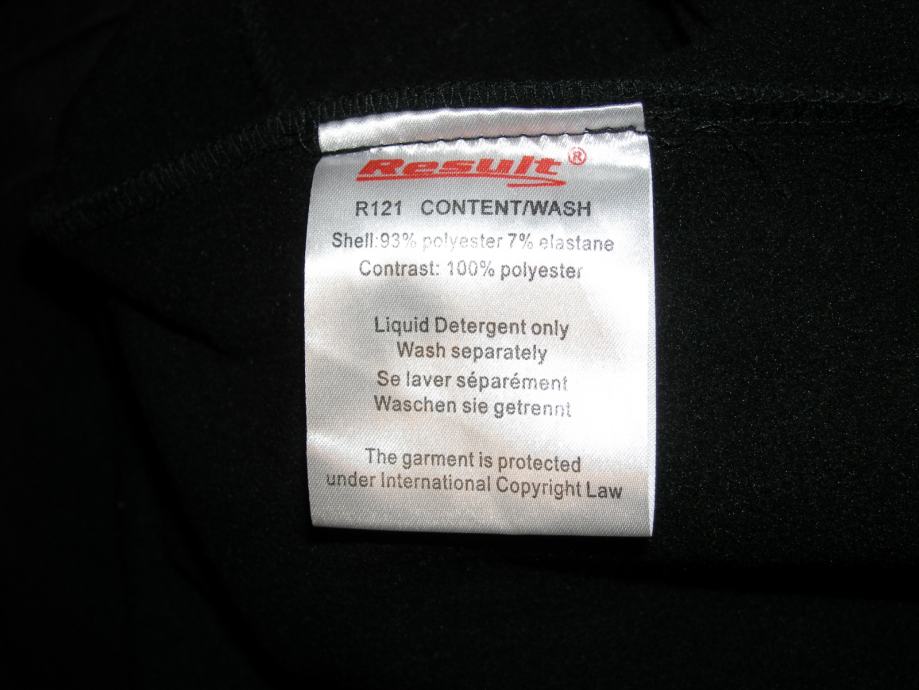 Result®
R121 CONTENT/WASH
Shell:93% polyester 7% elastane
Contrast: 100% polyester
Liquid Detergent only
Wash separately
Se laver séparément
Waschen sie getrennt
The garment is protected
under International Copyright Law